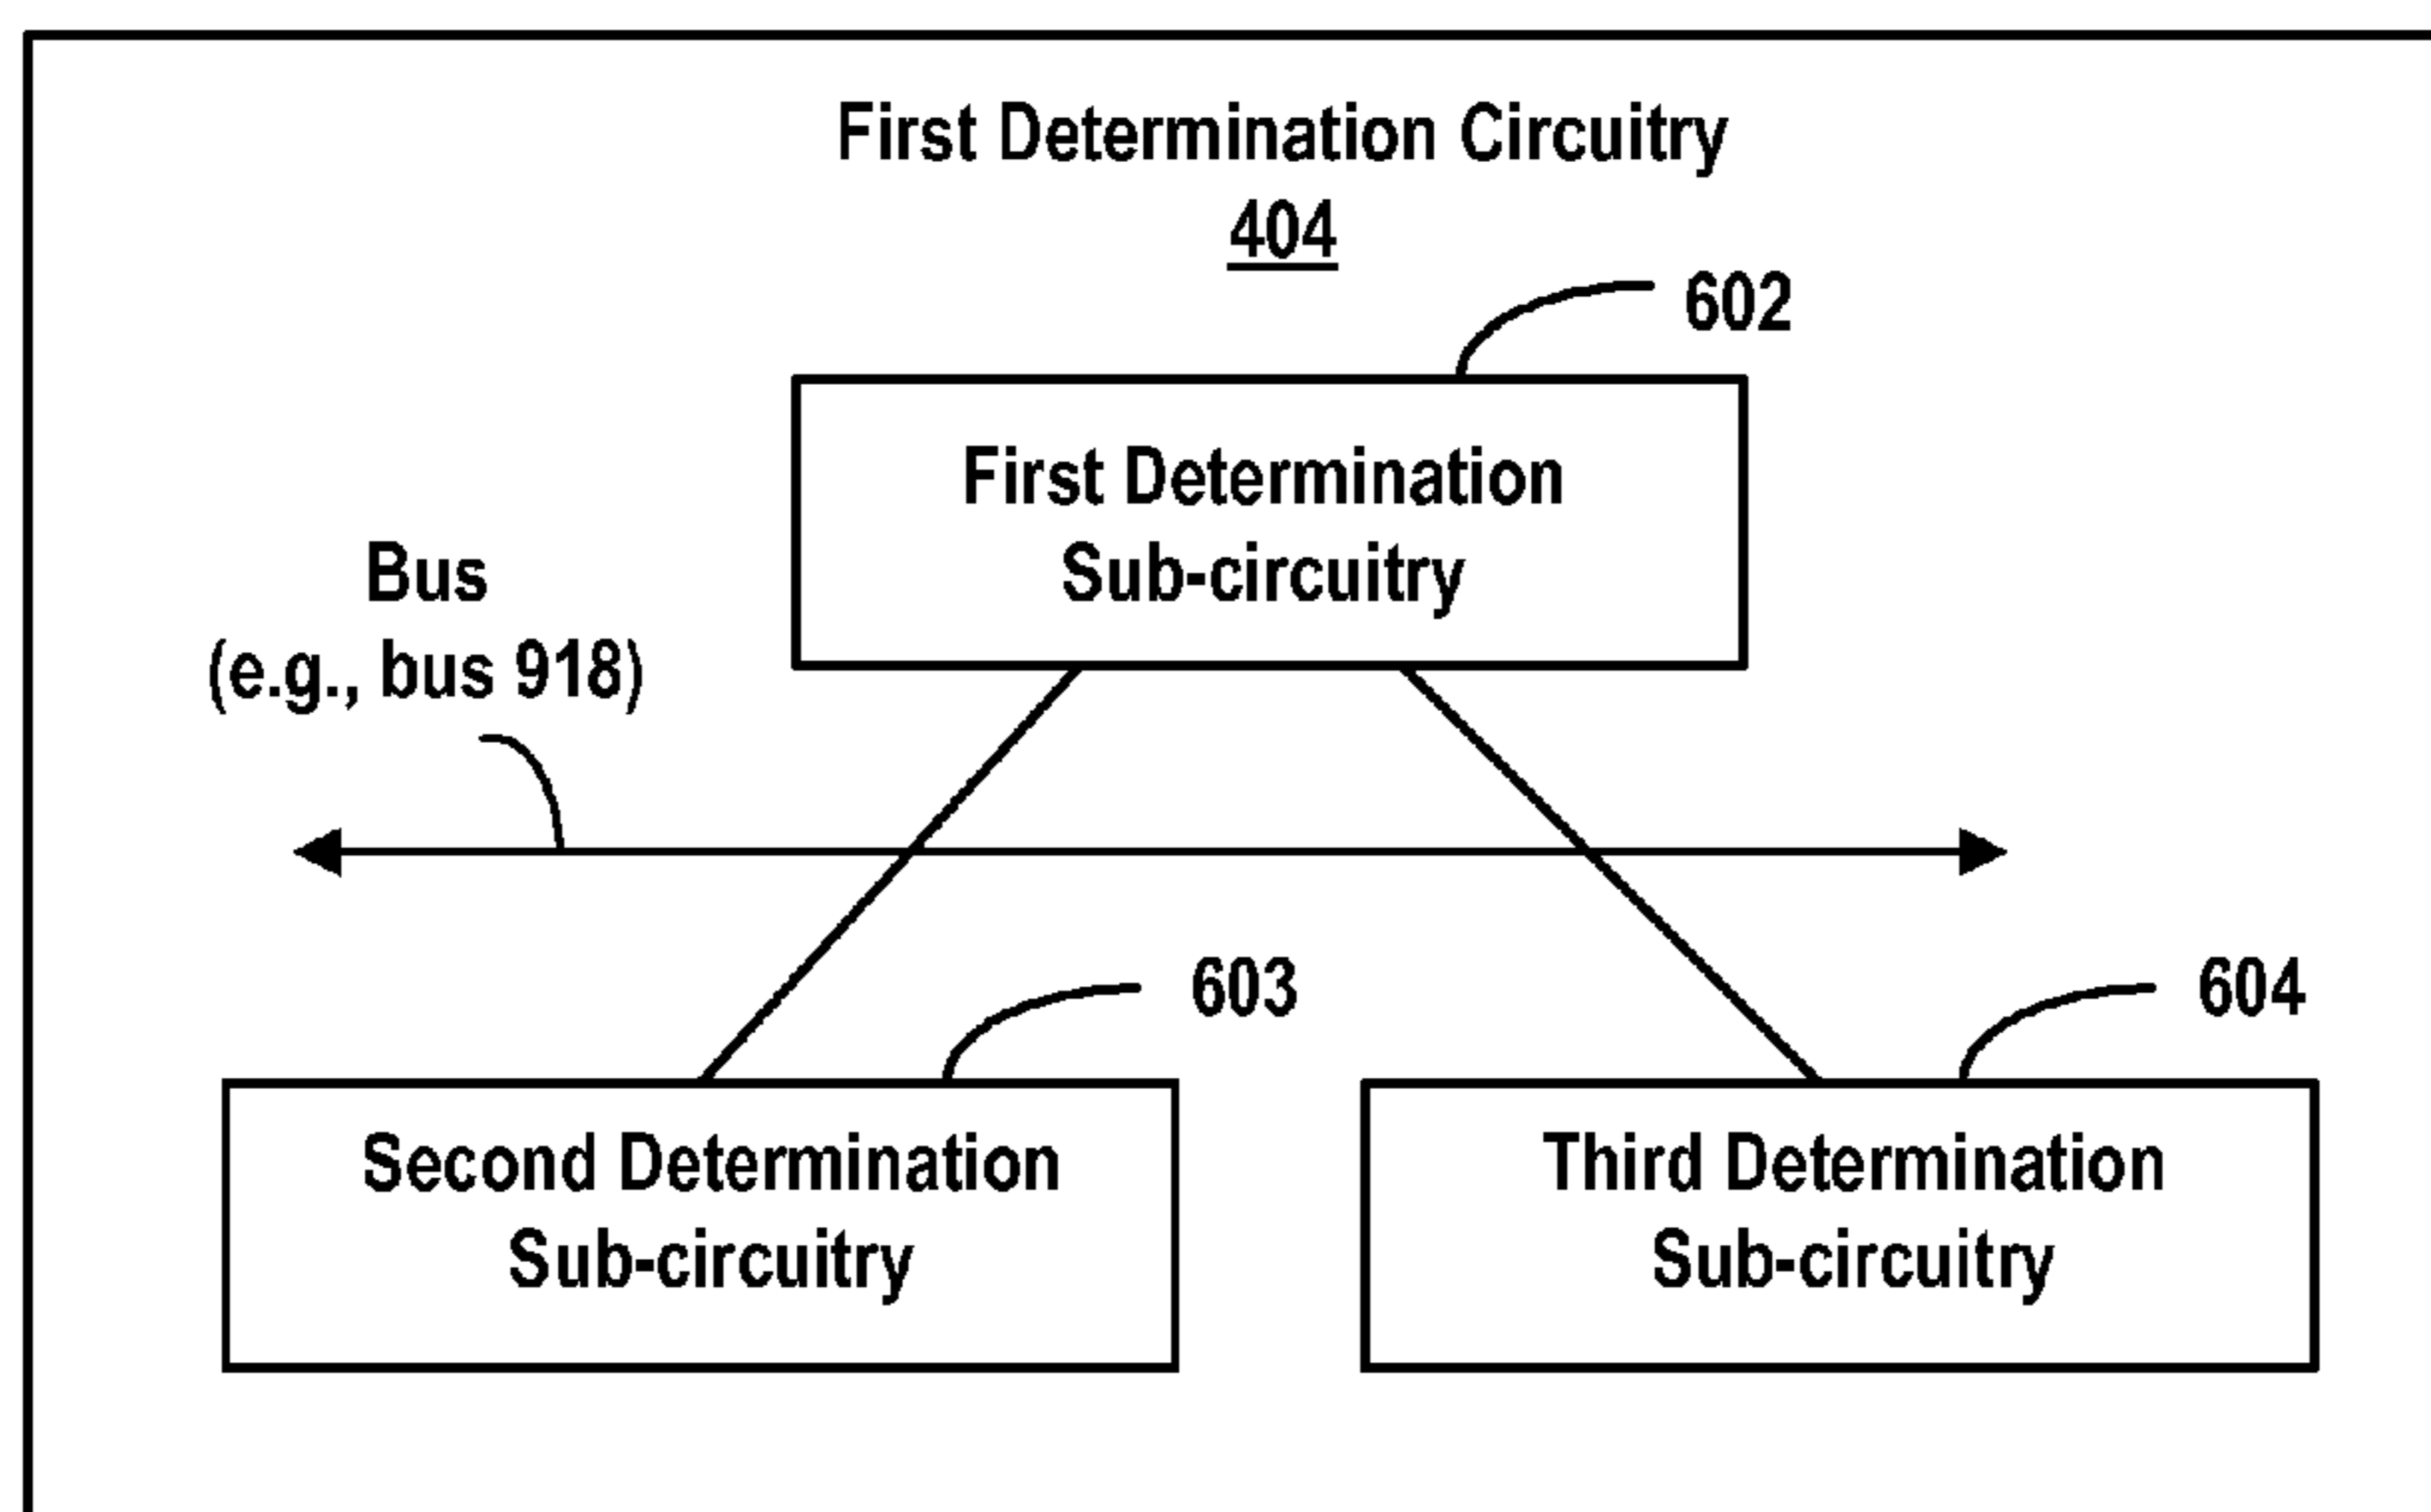 First Determination Circuitry
404
602
First Determination
Sub-circuitry
Bus
(e.g., bus 918)
603
604
Second Determination
Sub-circuitry
Third Determination
Sub-circuitry